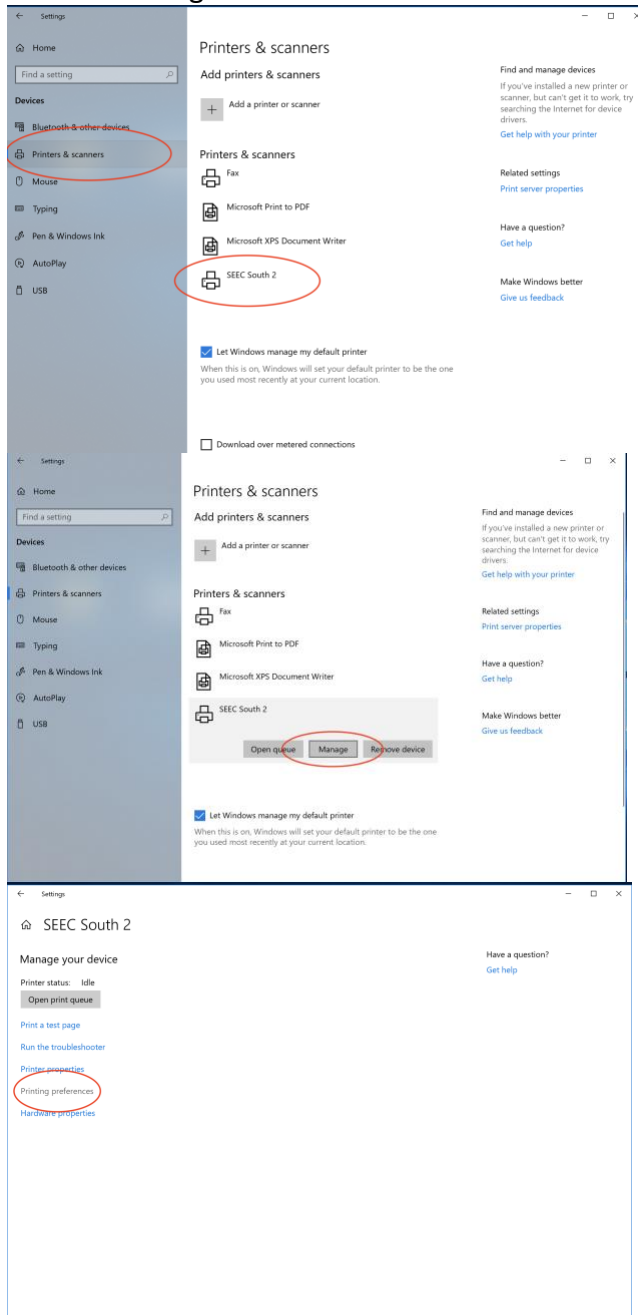 Settings
Home
Find a setting
Devices
Bluetooth & other devices
Printers & scanners
Mouse
Typing
Pen & Windows Ink
AutoPlay
USB
Printers & scanners
Add printers & scanners
Add a printer or scanner
Printers & scanners
Fax
Microsoft Print to PDF
Microsoft XPS Document Writer
SEEC South 2
Let Windows manage my default printer
When this is on, Windows will set your default printer to be the one
you used most recently at your current location.
Download over metered connections
Find and manage devices
If you've installed a new printer or
scanner, but can't get it to work, try
searching the Internet for device
drivers.
Get help with your printer
Related settings
Print server properties
Have a question?
Get help
Make Windows better
Give us feedback
Settings
Home
Find a setting
Devices
Bluetooth & other devices
Printers & scanners
Mouse
Typing
Pen & Windows Ink
AutoPlay
USB
Printers & scanners
Add printers & scanners
Add a printer or scanner
Printers & scanners
Fax
Microsoft Print to PDF
Microsoft XPS Document Writer
SEEC South 2
Open queue Manage Remove device
Let Windows manage my default printer
When this is on, Windows will set your default printer to be the one
you used most recently at your current location.
Find and manage devices
If you've installed a new printer or
scanner, but can't get it to work, try
searching the Internet for device
drivers.
Get help with your printer
Related settings
Print server properties
Have a question?
Get help
Make Windows better
Give us feedback
Settings
SEEC South 2
Manage your device
Printer status: Idle
Open print queue
Print a test page
Run the troubleshooter
Printer properties
Printing preferences
Hardware properties
Have a question?
Get help